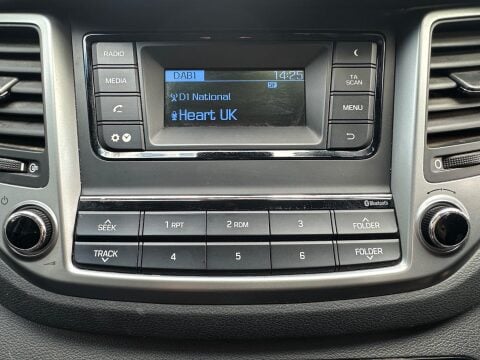 RADIO
MEDIA
DAB1 14:25
D1 National
Heart UK
TA
SCAN
MENU
Bluetooth
SEEK
1 RPT
2 RDM
3
FOLDER
TRACK
4
5
6
FOLDER